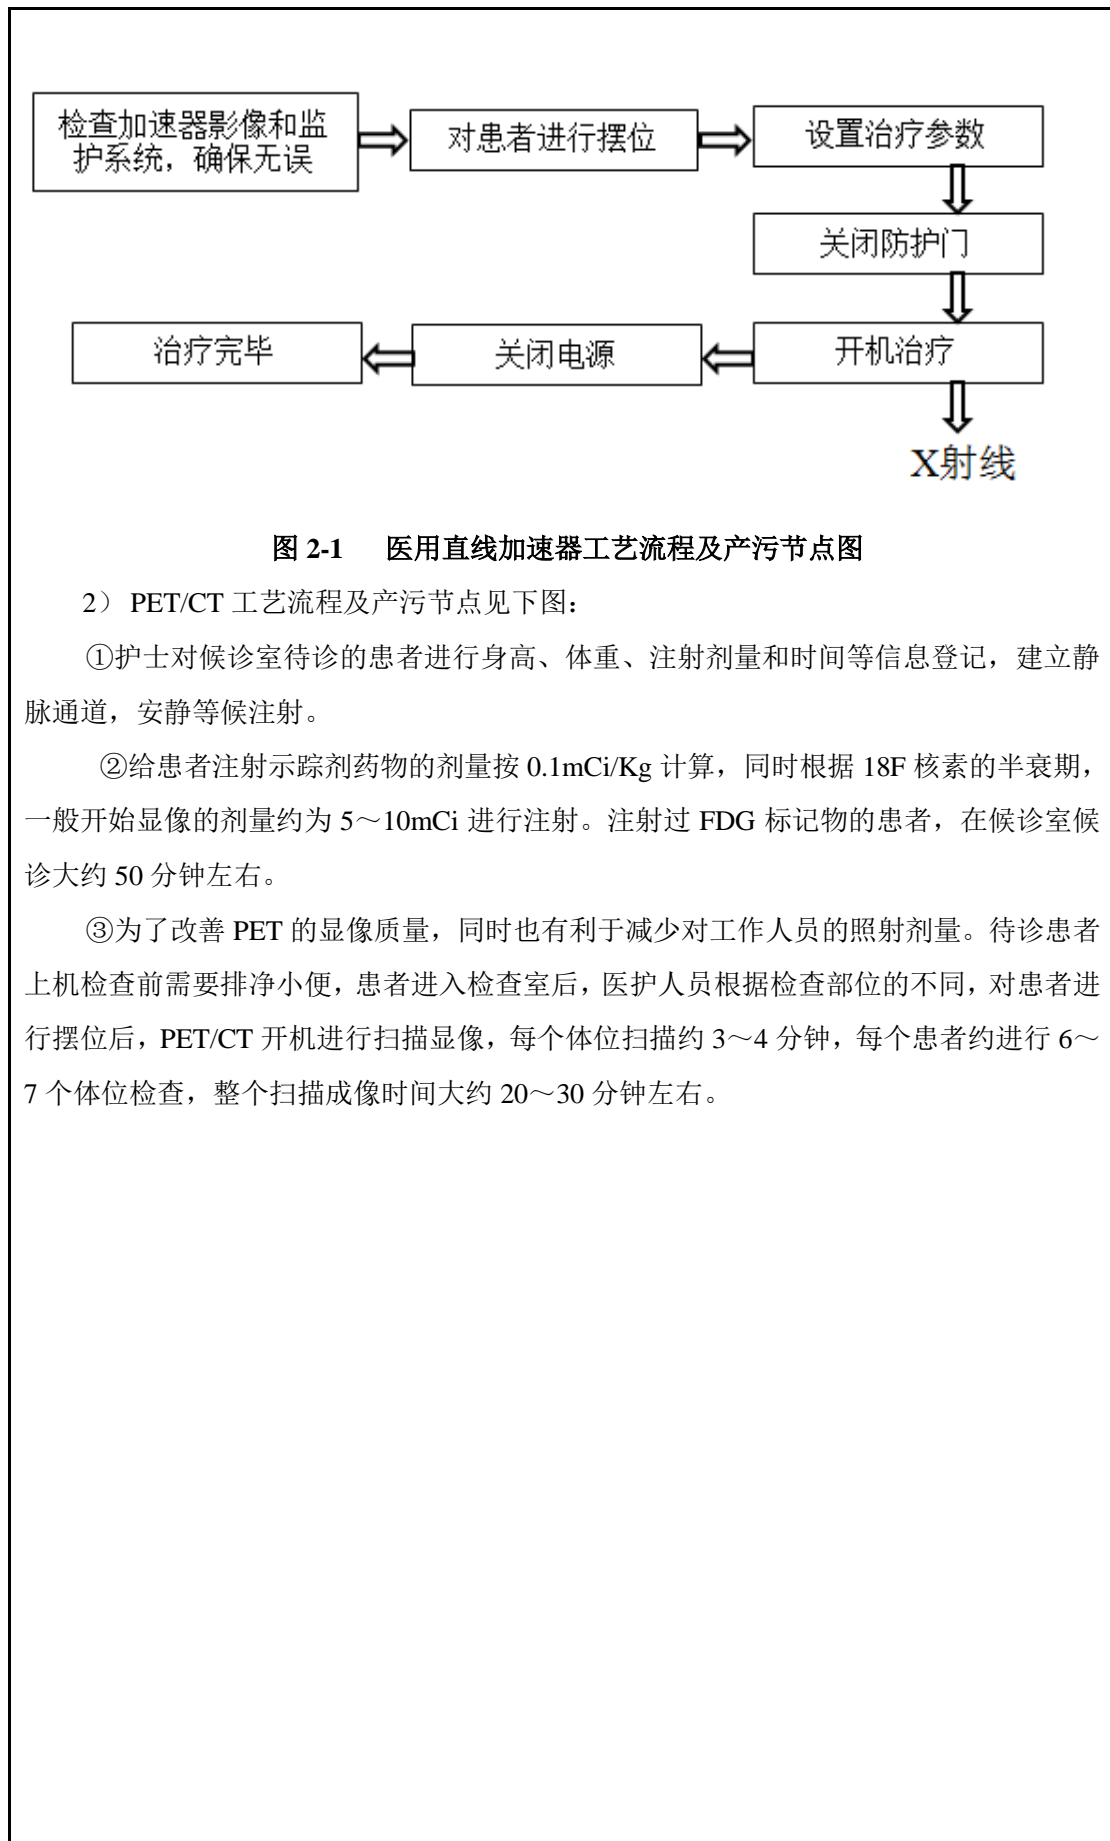 检查加速器影像和监
护系统，确保无误
对患者进行摆位
设置治疗参数
关闭防护门
开机治疗
关闭电源
治疗完毕
X射线
图 2-1 医用直线加速器工艺流程及产污节点图
2） PET/CT 工艺流程及产污节点见下图：
①护士对候诊室待诊的患者进行身高、体重、注射剂量和时间等信息登记，建立静
脉通道，安静等候注射。
②给患者注射示踪剂药物的剂量按 0.1mCi/Kg 计算，同时根据 18F 核素的半衰期，
一般开始显像的剂量约为 5～10mCi 进行注射。注射过 FDG 标记物的患者，在候诊室候
诊大约 50 分钟左右。
③为了改善 PET 的显像质量，同时也有利于减少对工作人员的照射剂量。待诊患者
上机检查前需要排净小便，患者进入检查室后，医护人员根据检查部位的不同，对患者进
行摆位后，PET/CT 开机进行扫描显像，每个体位扫描约 3～4 分钟，每个患者约进行 6～
7 个体位检查，整个扫描成像时间大约 20～30 分钟左右。